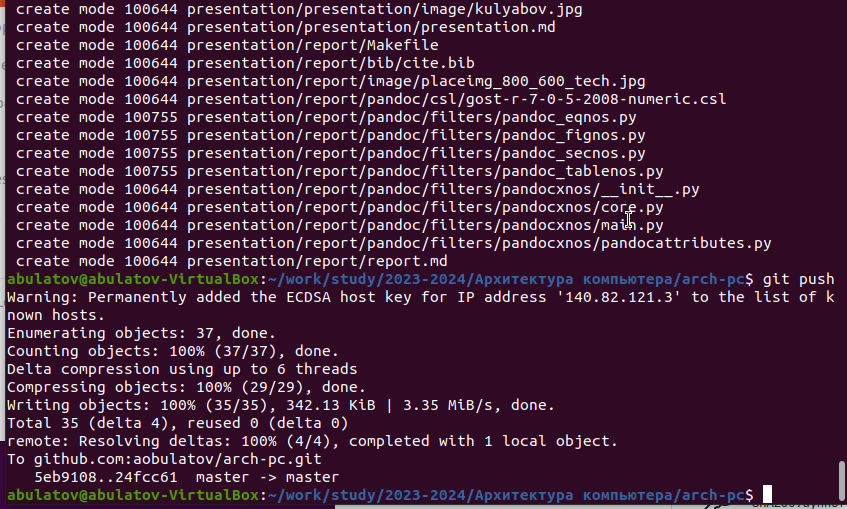 create mode 100644 presentation/presentation/image/kulyabov.jpg
create mode 100644 presentation/presentation/presentation.md
create mode 100644 presentation/report/Makefile
create mode 100644 presentation/report/bib/cite.bib
create mode 100644 presentation/report/image/placeimg_800_600_tech.jpg
create mode 100644 presentation/report/pandoc/csl/gost-r-7-0-5-2008-numeric.csl
create mode 100755 presentation/report/pandoc/filters/pandoc_eqnos.py
create mode 100755 presentation/report/pandoc/filters/pandoc_fignos.py
create mode 100755 presentation/report/pandoc/filters/pandoc_secnos.py
create mode 100755 presentation/report/pandoc/filters/pandoc_tablenos.py
create mode 100644 presentation/report/pandoc/filters/pandocxnos/__init__.py
create mode 100644 presentation/report/pandoc/filters/pandocxnos/core.py
create mode 100644 presentation/report/pandoc/filters/pandocxnos/main.py
create mode 100644 presentation/report/pandoc/filters/pandocxnos/pandocattributes.py
create mode 100644 presentation/report/report.md
abulatov@abulatov-VirtualBox:~/work/study/2023-2024/Архитектура компьютера/arch-pc$ git push
Warning: Permanently added the ECDSA host key for IP address '140.82.121.3' to the list of k
nown hosts.
Enumerating objects: 37, done.
Counting objects: 100% (37/37), done.
Delta compression using up to 6 threads
Compressing objects: 100% (29/29), done.
Writing objects: 100% (35/35), 342.13 KiB | 3.35 MiB/s, done.
Total 35 (delta 4), reused 0 (delta 0)
remote: Resolving deltas: 100% (4/4), completed with 1 local object.
To github.com:aobulatov/arch-pc.git
5eb9108..24fcc61  master -> master
abulatov@abulatov-VirtualBox:~/work/study/2023-2024/Архитектура компьютера/arch-pc$